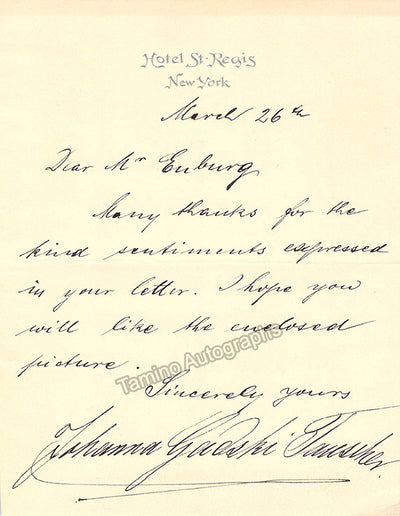 Hotel St. Regis
New York
March 26th
Dear Mr Enburg
Many thanks for the
kind sentiments expressed
in your letter. I hope you
will like the enclosed
picture.
Tamino Autographs
Sincerely yours
Johanna Gadski Tauscher.